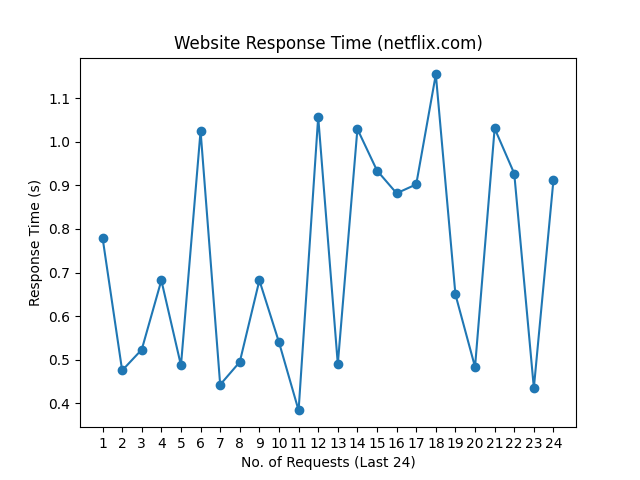 Website Response Time (netflix.com)
1.1
1.0
0.9
0.8
0.7
0.6
0.5
0.4
Response Time (s)
1 2 3 4 5 6 7 8 9 10 11 12 13 14 15 16 17 18 19 20 21 22 23 24
No. of Requests (Last 24)